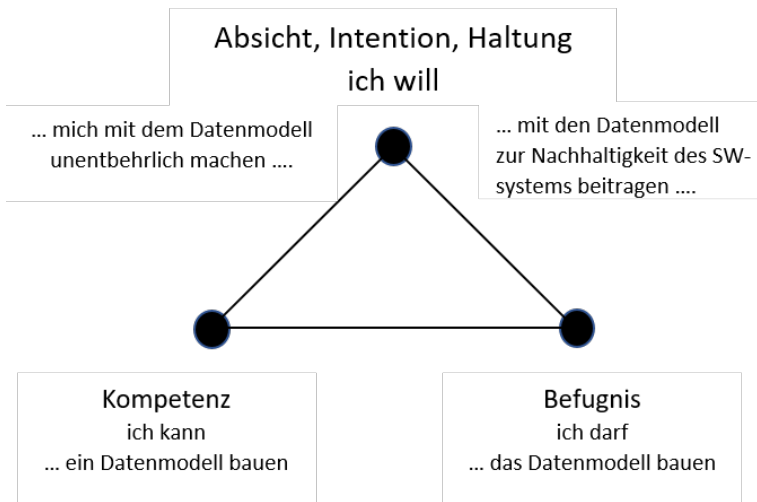 Absicht, Intention, Haltung
ich will
... mich mit dem Datenmodell
unentbehrlich machen ....
... mit den Datenmodell
zur Nachhaltigkeit des SW-
systems beitragen ....
Kompetenz
ich kann
... ein Datenmodell bauen
Befugnis
ich darf
... das Datenmodell bauen